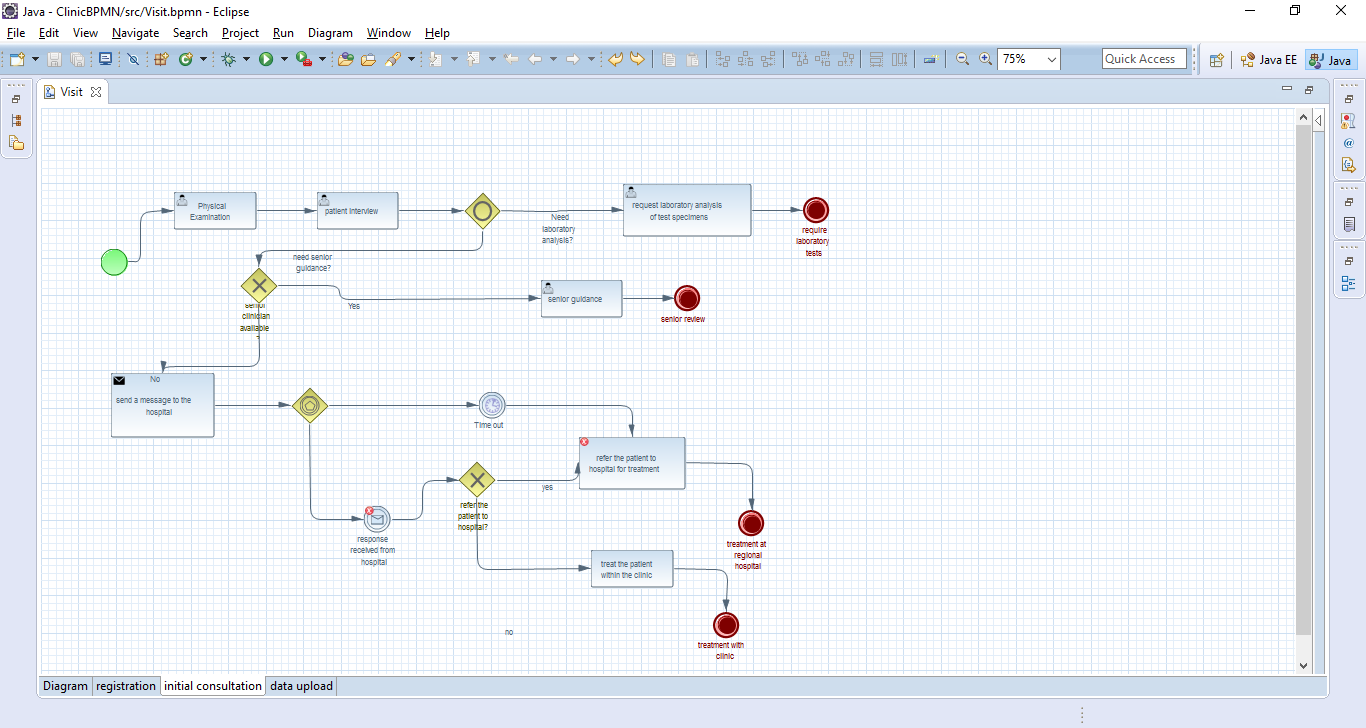 Java - ClinicBPMN/src/Visit.bpmn - Eclipse
File Edit View Navigate Search Project Run Diagram Window Help
75%
Quick Access
Java EE
Java
Visit
Physical
Examination
patient interview
Need
laboratory
analysis?
request laboratory analysis
of test specimens
require
laboratory
tests
need senior
guidance?
senior
clinician
available
?
Yes
senior guidance
senior review
No
send a message to the
hospital
Time out
refer the patient to
hospital for treatment
yes
refer the
patient to
hospital?
response
received from
hospital
treatment at
regional
hospital
treat the patient
within the clinic
no
treatment with
clinic
Diagram registration initial consultation data upload